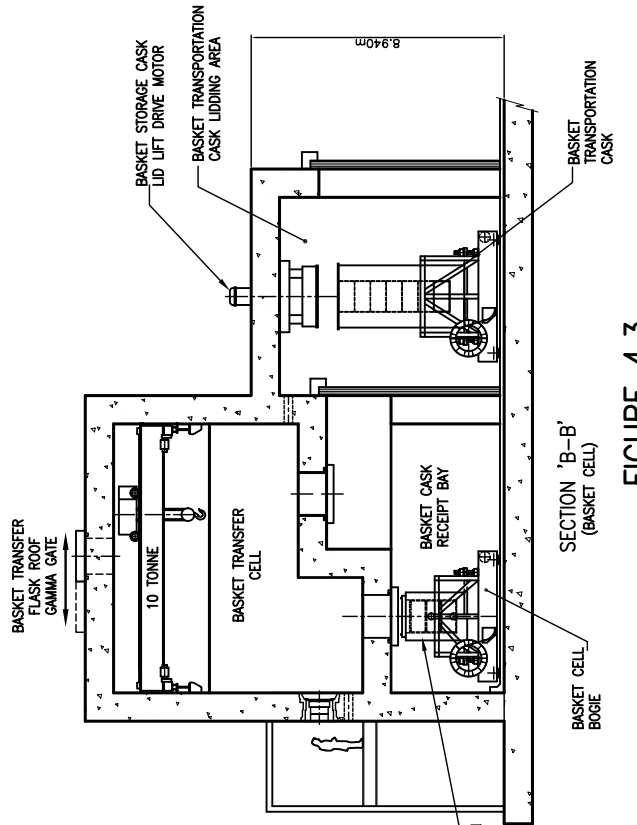 BASKET TRANSFER
FLASK ROOF
GAMMA GATE
BASKET STORAGE CASK
LID LIFT DRIVE MOTOR
BASKET TRANSPORTATION
CASK LIDDING AREA
10 TONNE
BASKET TRANSFER
CELL
8.940m
BASKET CASK
RECEIPT BAY
BASKET CELL
BOGIE
BASKET
TRANSPORTATION
CASK
SECTION 'B-B'
(BASKET CELL)
FIGURE 4.3